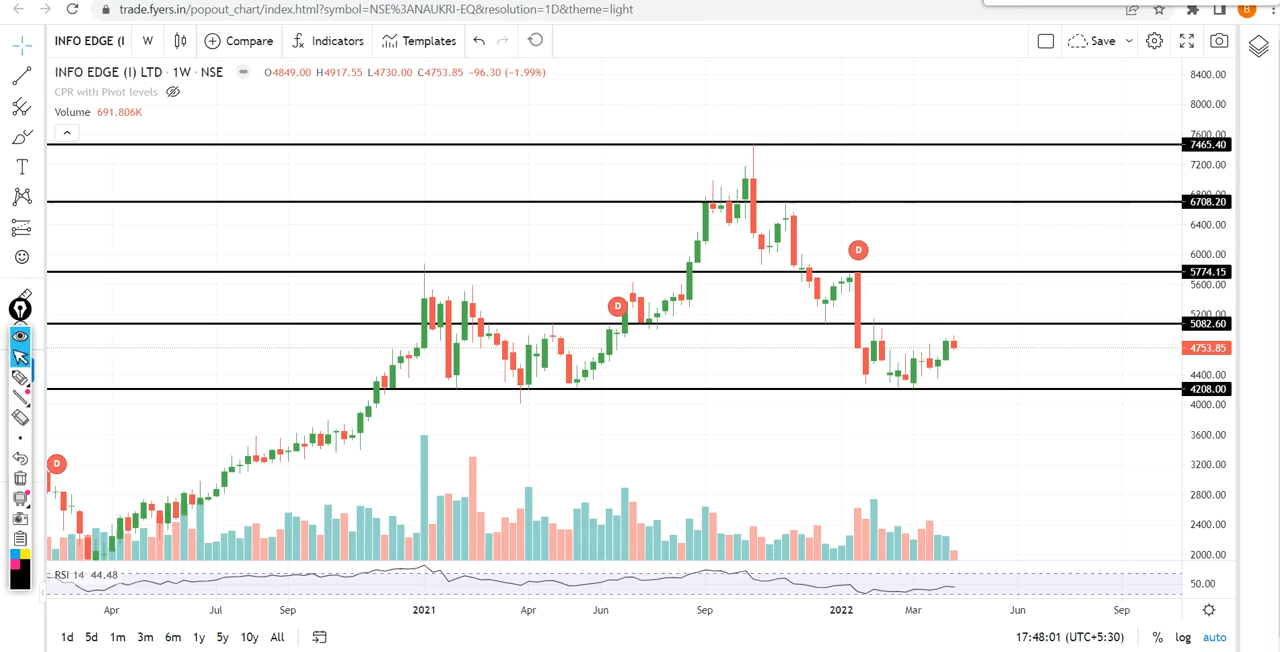 trade.fyers.in/popout_chart/index.html?symbol=NSE%3ANAUKRI-EQ&resolution=1D&theme=light
B
INFO EDGE (I W Compare Indicators Templates Save
INFO EDGE (I) LTD · 1W · NSE O4849.00 H4917.55 L4730.00 C4753.85 −96.30 (−1.99%)
CPR with Pivot levels
Volume 691.806K
8400.00
8000.00
7600.00
7465.40
7200.00
6800.00
6708.20
6400.00
6000.00
5774.15
5600.00
5200.00
5082.60
4753.85
4400.00
4208.00
4000.00
3600.00
3200.00
2800.00
2400.00
2000.00
D
D
D
RSI 14 44.48
50.00
Apr Jul Sep 2021 Apr Jun Sep 2022 Mar Jun Sep
1d 5d 1m 3m 6m 1y 5y 10y All 17:48:01 (UTC+5:30) % log auto